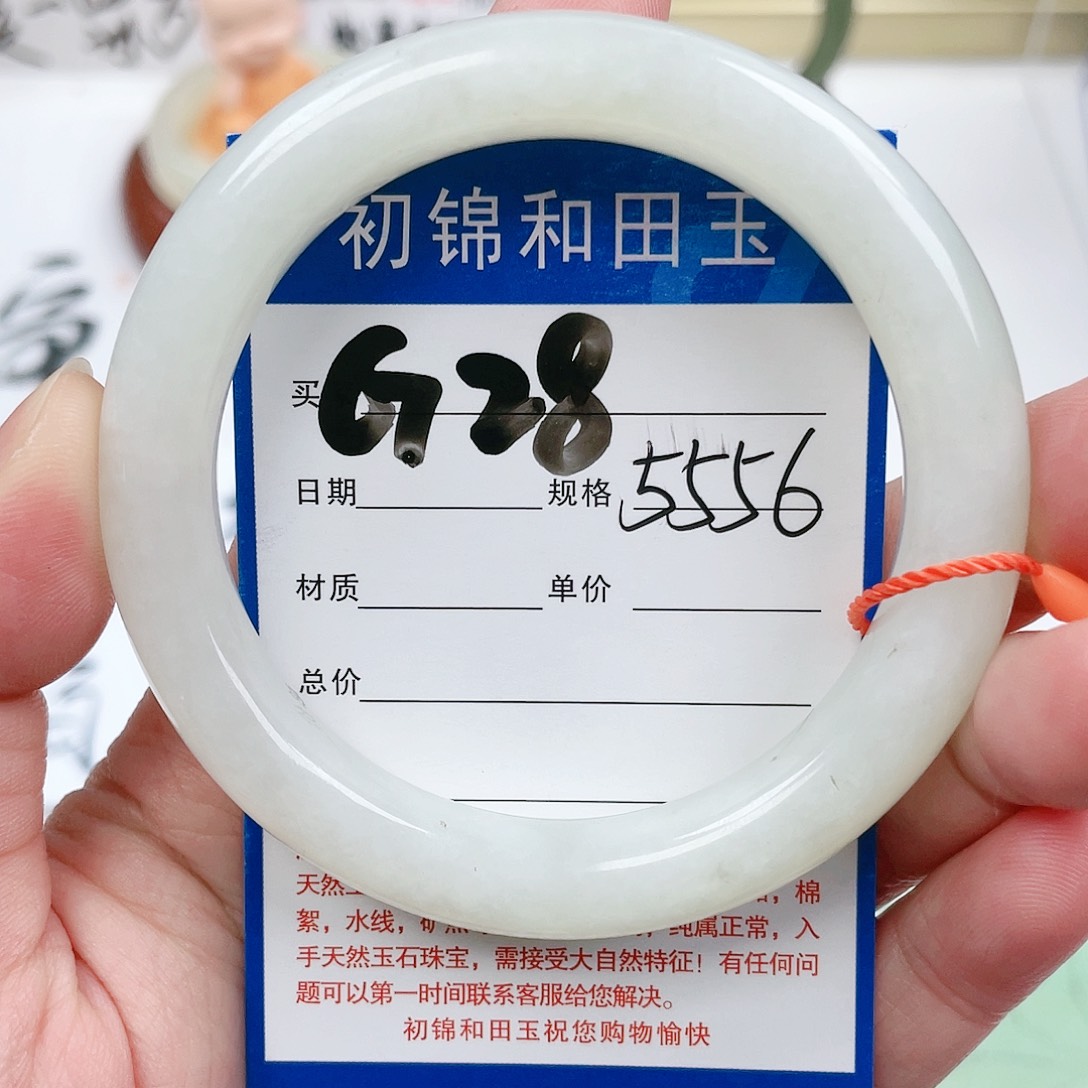 初锦和田玉
买 G728
日期 规格 5556
材质 单价
总价
天然
，棉
絮，水线，矿 纯属正常，入
手天然玉石珠宝，需接受大自然特征！有任何问
题可以第一时间联系客服给您解决。
初锦和田玉祝您购物愉快